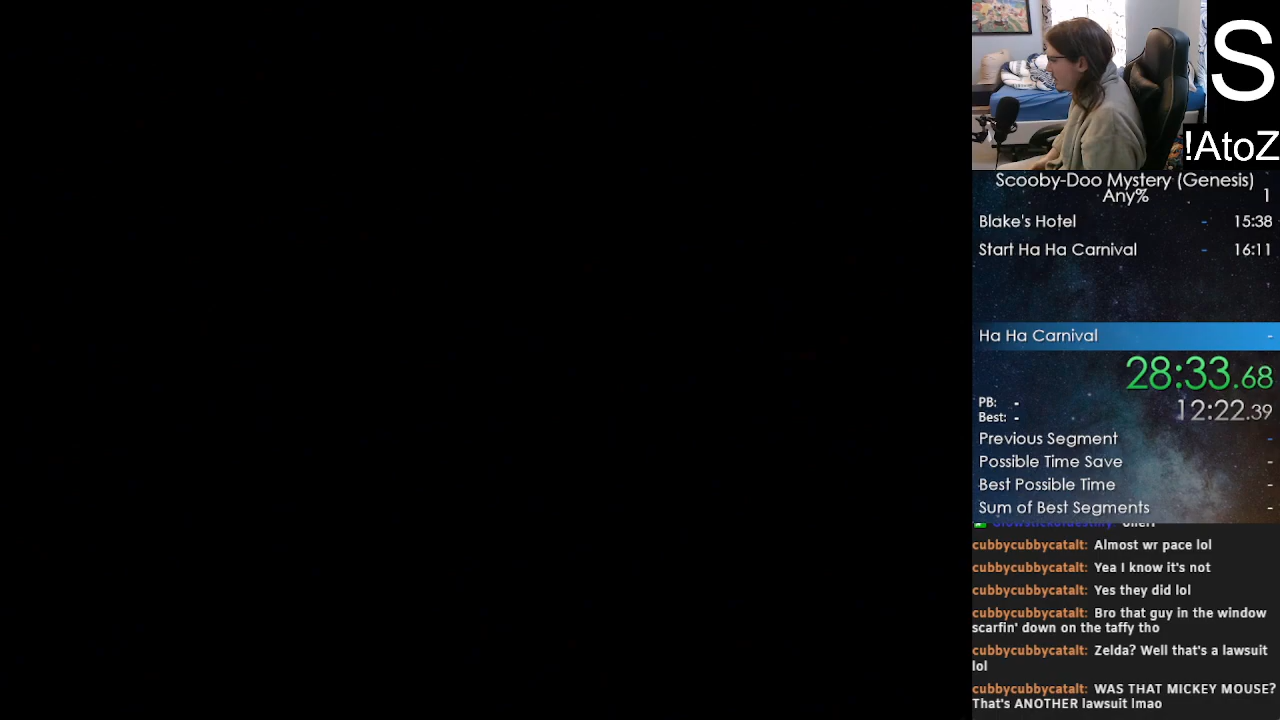 S
!AtoZ
Scooby-Doo Mystery (Genesis)
Any% 1
Blake's Hotel - 15:38
Start Ha Ha Carnival - 16:11
Ha Ha Carnival -
28:33.68
PB: - 12:22.39
Best: -
Previous Segment -
Possible Time Save -
Best Possible Time -
Sum of Best Segments -
cubbycubbycatalt: Almost wr pace lol
cubbycubbycatalt: Yea I know it's not
cubbycubbycatalt: Yes they did lol
cubbycubbycatalt: Bro that guy in the window
scarfin' down on the taffy tho
cubbycubbycatalt: Zelda? Well that's a lawsuit
lol
cubbycubbycatalt: WAS THAT MICKEY MOUSE?
That's ANOTHER lawsuit lmao